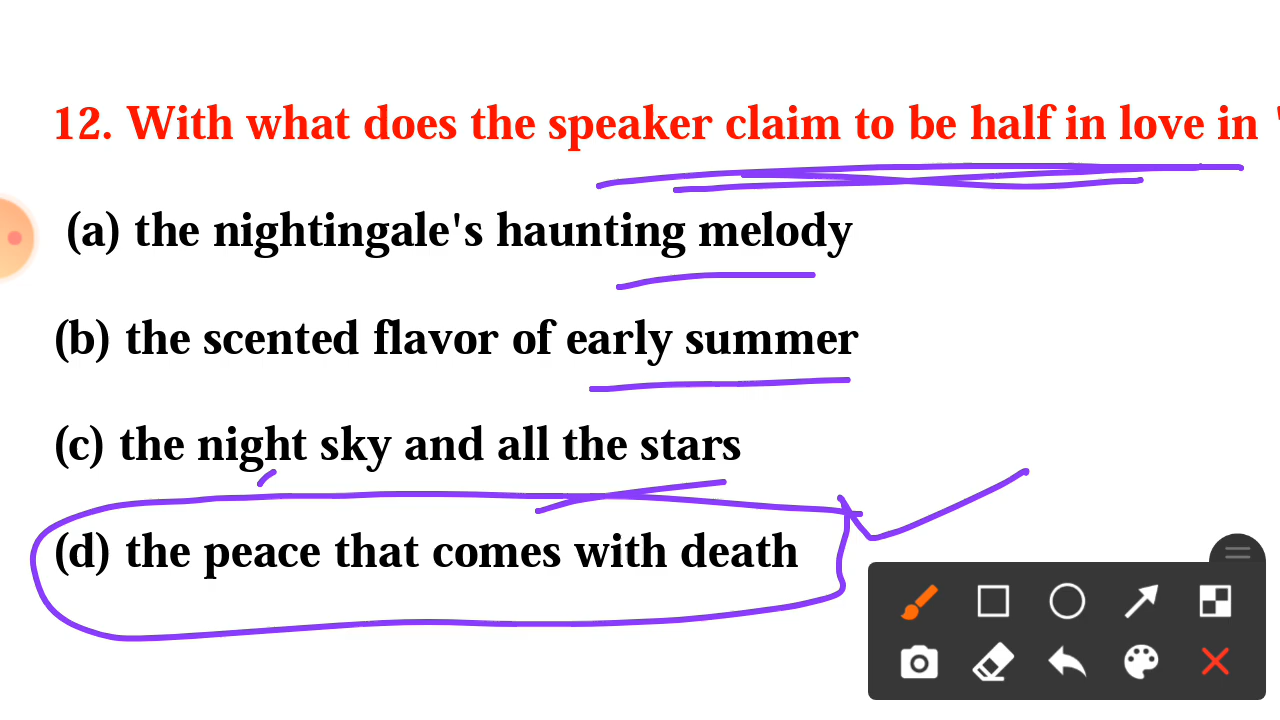 12. With what does the speaker claim to be half in love in '
(a) the nightingale's haunting melody
(b) the scented flavor of early summer
(c) the night sky and all the stars
(d) the peace that comes with death